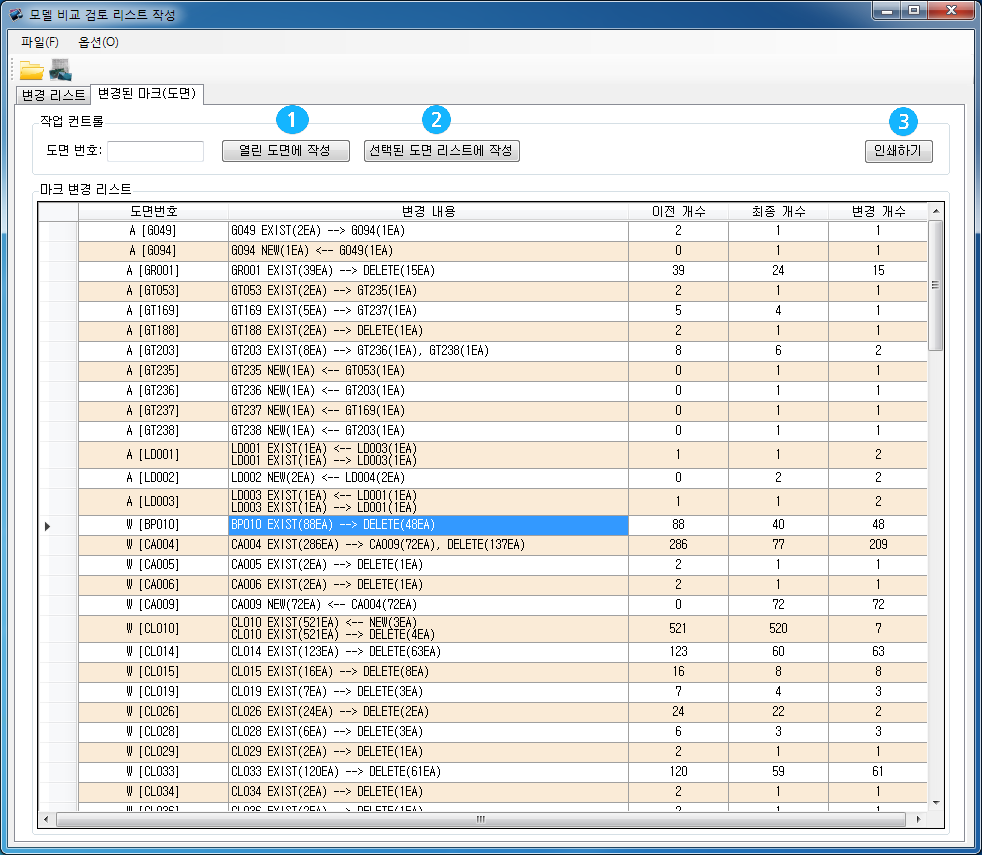 모델 비교 검토 리스트 작성
파일(F) 옵션(O)
변경 리스트 변경된 마크(도면)
작업 컨트롤
1 2 3
도면 번호: 열린 도면에 작성 선택된 도면 리스트에 작성 인쇄하기
마크 변경 리스트
도면번호 변경 내용 이전 개수 최종 개수 변경 개수
A [G049] G049 EXIST(2EA) --> G094(1EA) 2 1 1
A [G094] G094 NEW(1EA) <-- G049(1EA) 0 1 1
A [GR001] GR001 EXIST(39EA) --> DELETE(15EA) 39 24 15
A [GT053] GT053 EXIST(2EA) --> GT235(1EA) 2 1 1
A [GT169] GT169 EXIST(5EA) --> GT237(1EA) 5 4 1
A [GT188] GT188 EXIST(2EA) --> DELETE(1EA) 2 1 1
A [GT203] GT203 EXIST(8EA) --> GT236(1EA), GT238(1EA) 8 6 2
A [GT235] GT235 NEW(1EA) <-- GT053(1EA) 0 1 1
A [GT236] GT236 NEW(1EA) <-- GT203(1EA) 0 1 1
A [GT237] GT237 NEW(1EA) <-- GT169(1EA) 0 1 1
A [GT238] GT238 NEW(1EA) <-- GT203(1EA) 0 1 1
A [LD001] LD001 EXIST(1EA) <-- LD003(1EA) 1 1 2
LD001 EXIST(1EA) --> LD003(1EA)
A [LD002] LD002 NEW(2EA) <-- LD004(2EA) 0 2 2
A [LD003] LD003 EXIST(1EA) <-- LD001(1EA) 1 1 2
LD003 EXIST(1EA) --> LD001(1EA)
W [BP010] BP010 EXIST(88EA) --> DELETE(48EA) 88 40 48
W [CA004] CA004 EXIST(286EA) --> CA009(72EA), DELETE(137EA) 286 77 209
W [CA005] CA005 EXIST(2EA) --> DELETE(1EA) 2 1 1
W [CA006] CA006 EXIST(2EA) --> DELETE(1EA) 2 1 1
W [CA009] CA009 NEW(72EA) <-- CA004(72EA) 0 72 72
W [CL010] CL010 EXIST(521EA) <-- NEW(3EA) 521 520 7
CL010 EXIST(521EA) --> DELETE(4EA)
W [CL014] CL014 EXIST(123EA) --> DELETE(63EA) 123 60 63
W [CL015] CL015 EXIST(16EA) --> DELETE(8EA) 16 8 8
W [CL019] CL019 EXIST(7EA) --> DELETE(3EA) 7 4 3
W [CL026] CL026 EXIST(24EA) --> DELETE(2EA) 24 22 2
W [CL028] CL028 EXIST(6EA) --> DELETE(3EA) 6 3 3
W [CL029] CL029 EXIST(2EA) --> DELETE(1EA) 2 1 1
W [CL033] CL033 EXIST(120EA) --> DELETE(61EA) 120 59 61
W [CL034] CL034 EXIST(2EA) --> DELETE(1EA) 2 1 1
W [CL036] CL036 EXIST(2EA) --> DELETE(1EA) 2 1 1